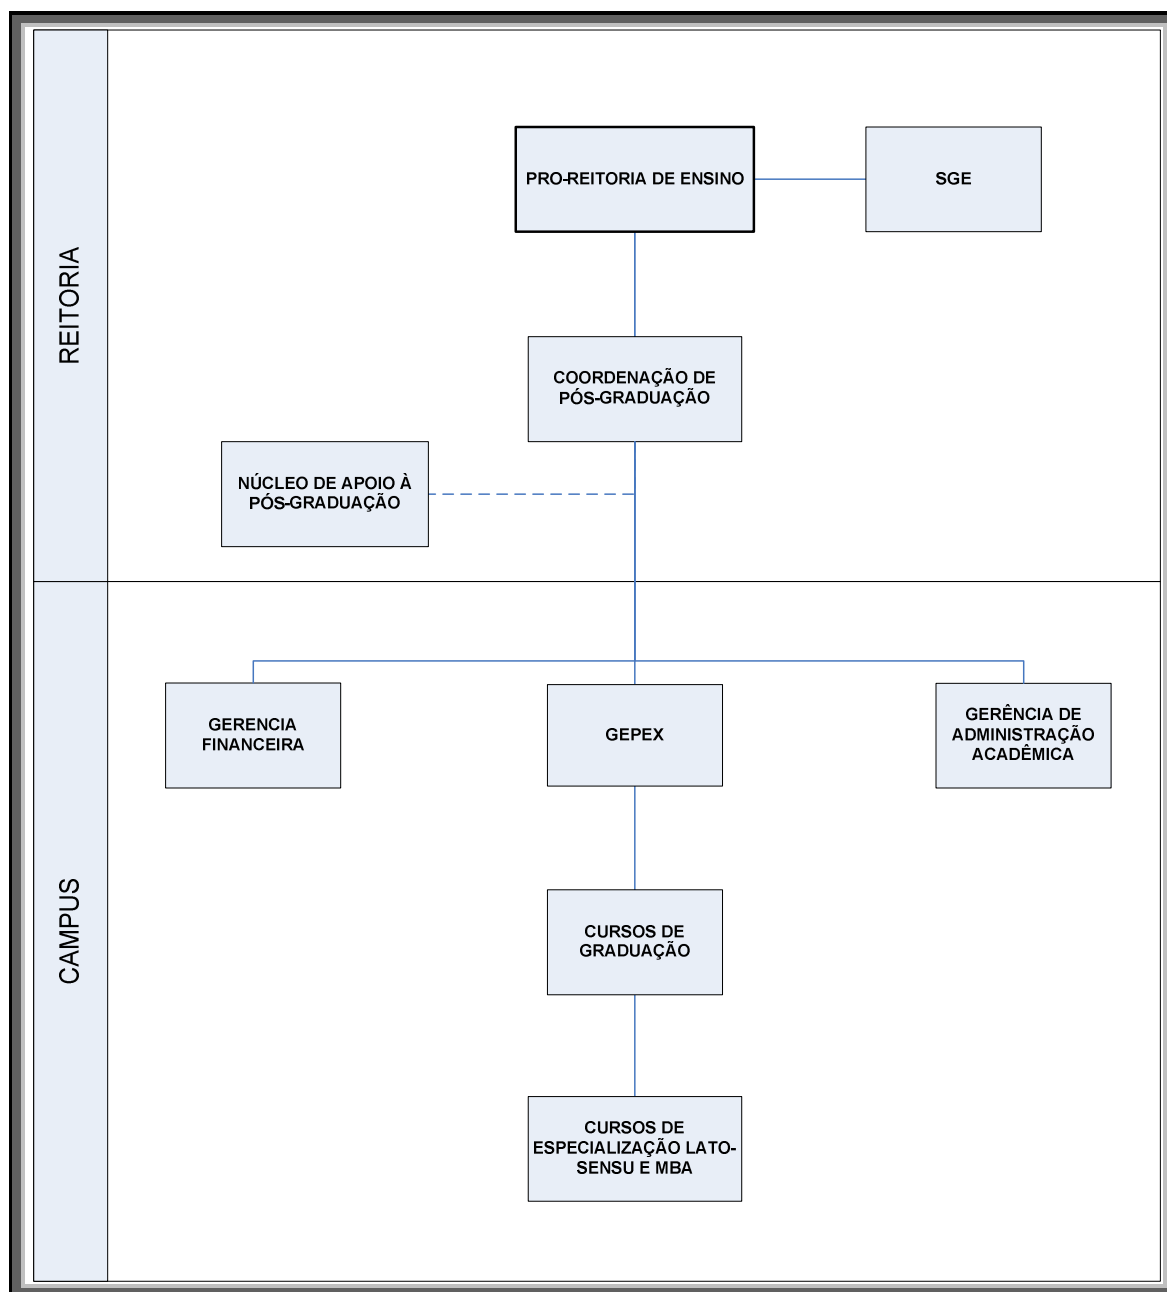 REITORIA
PRO-REITORIA DE ENSINO
SGE
COORDENAÇÃO DE
PÓS-GRADUAÇÃO
NÚCLEO DE APOIO À
PÓS-GRADUAÇÃO
CAMPUS
GERENCIA
FINANCEIRA
GEPEX
GERÊNCIA DE
ADMINISTRAÇÃO
ACADÊMICA
CURSOS DE
GRADUAÇÃO
CURSOS DE
ESPECIALIZAÇÃO LATO-
SENSU E MBA